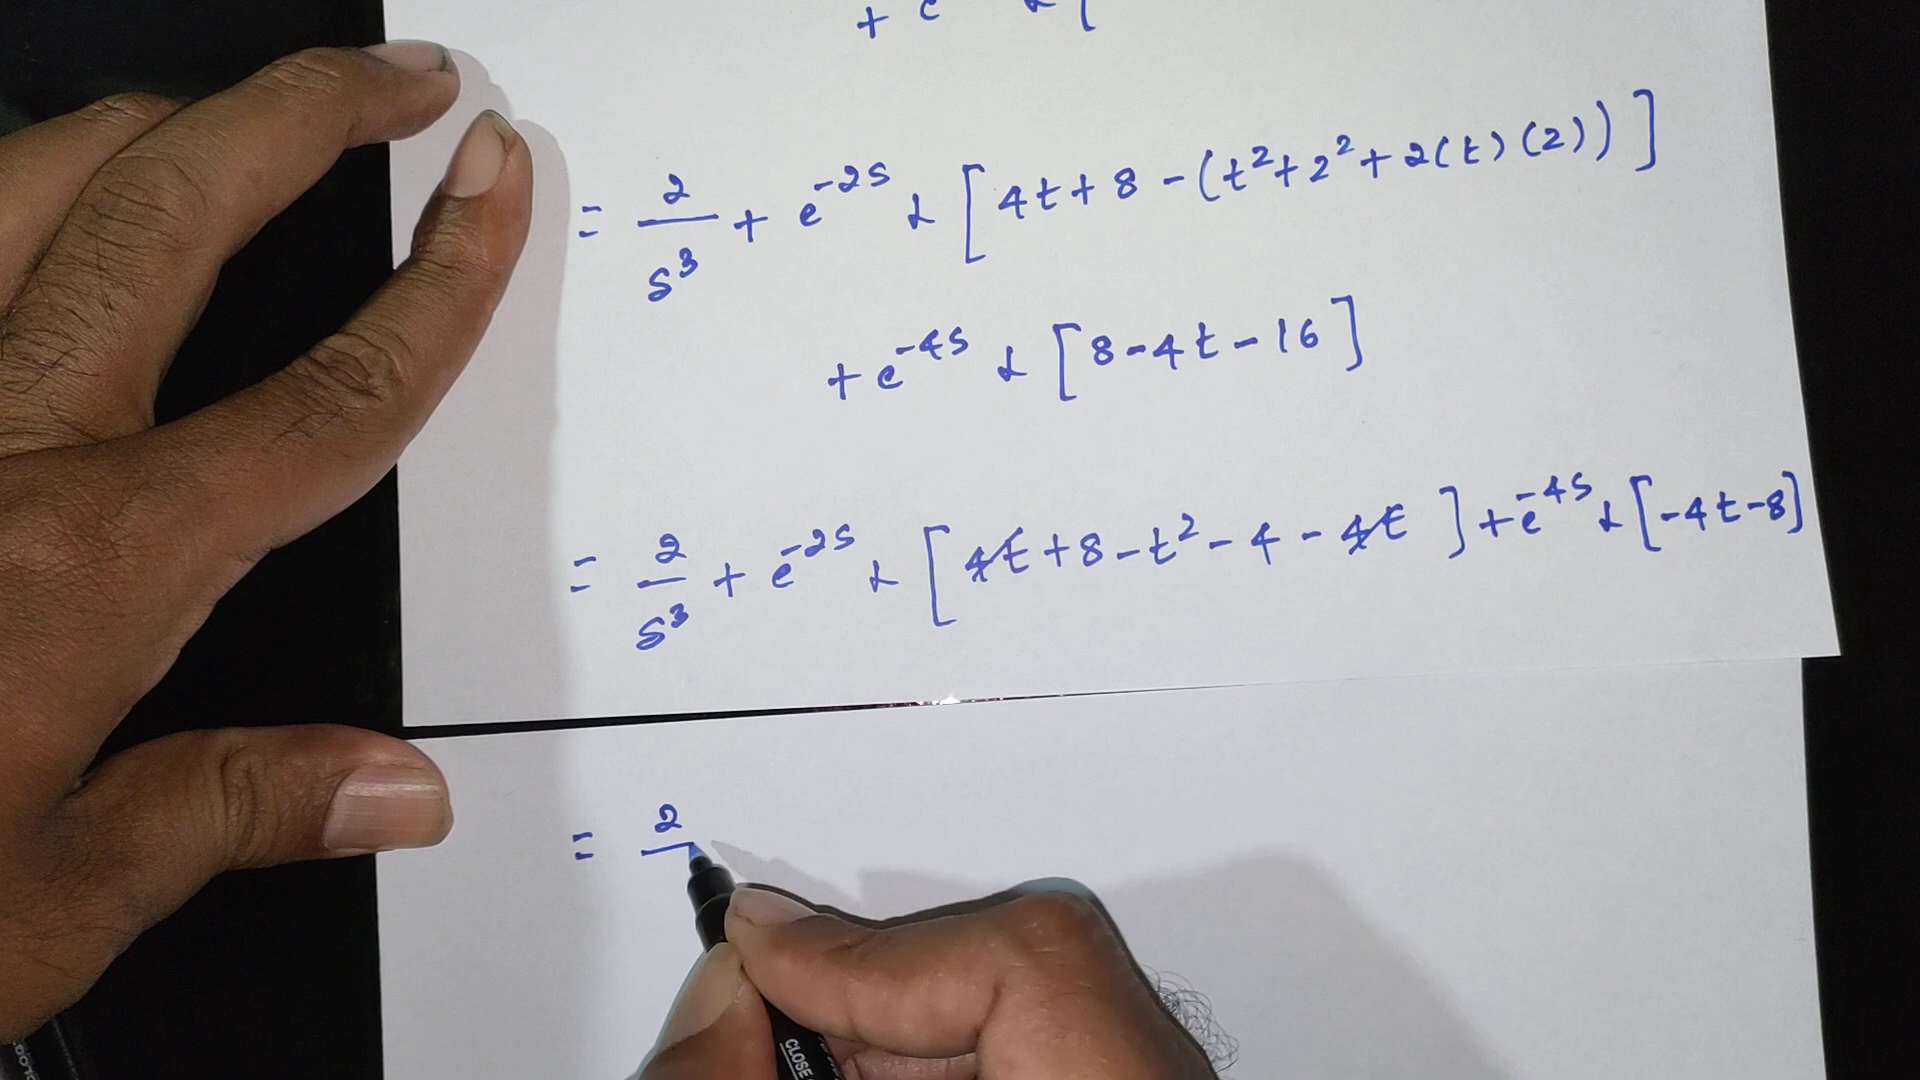 + e
= 2/s³ + e^-2s L [4t + 8 - (t² + 2² + 2(t)(2))]
+ e^-4s L [8 - 4t - 16]
= 2/s³ + e^-2s L [4t + 8 - t² - 4 - 4t] + e^-4s L [-4t - 8]
= 2
CLOSE